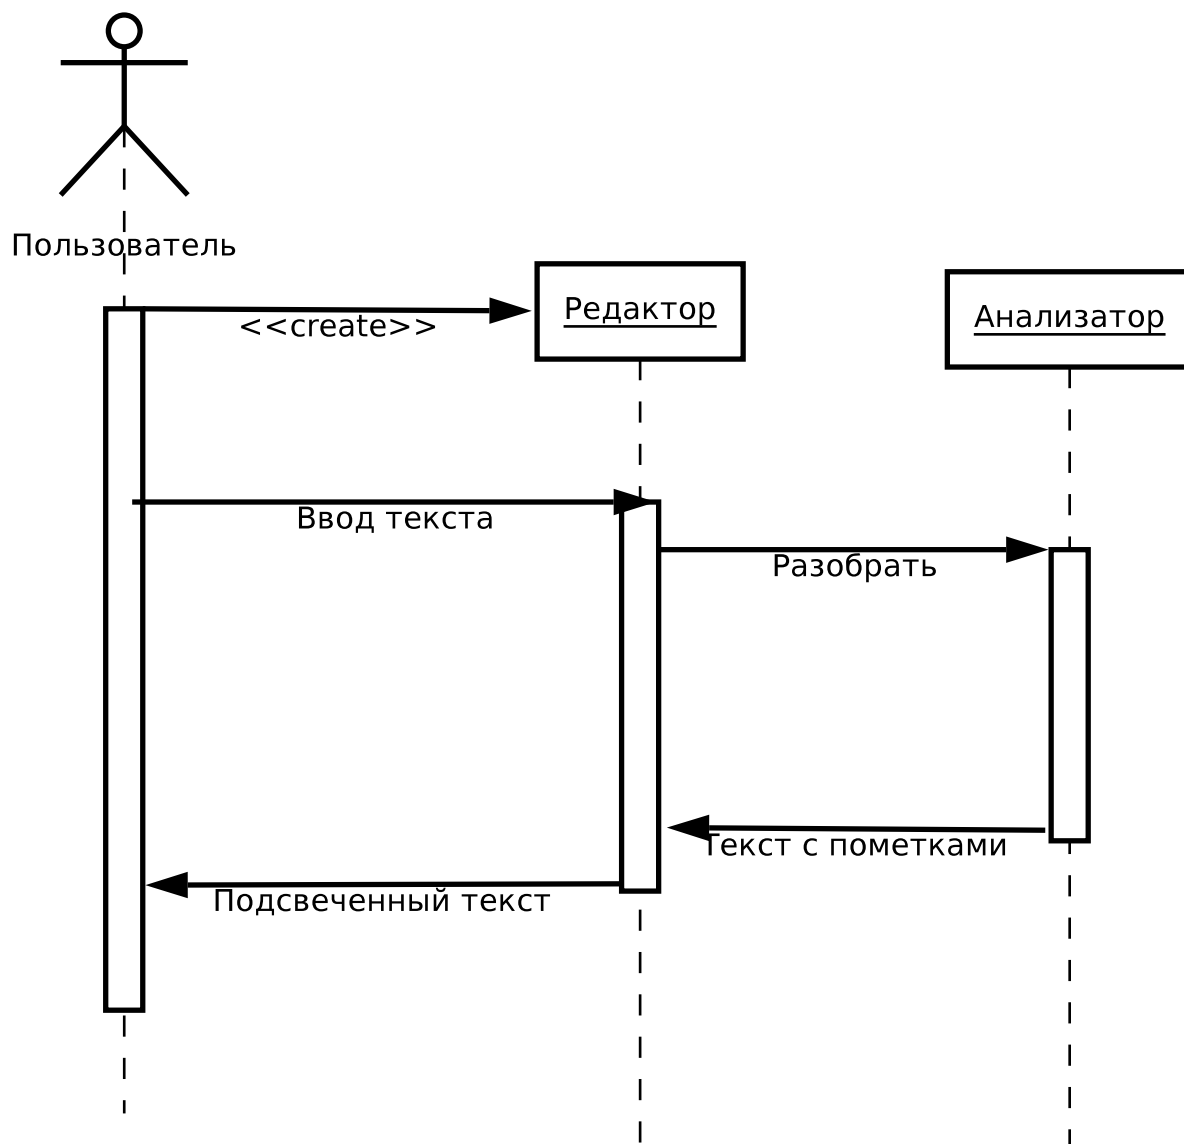 Пользователь
Редактор
Анализатор
<<create>>
Ввод текста
Разобрать
Текст с пометками
Подсвеченный текст